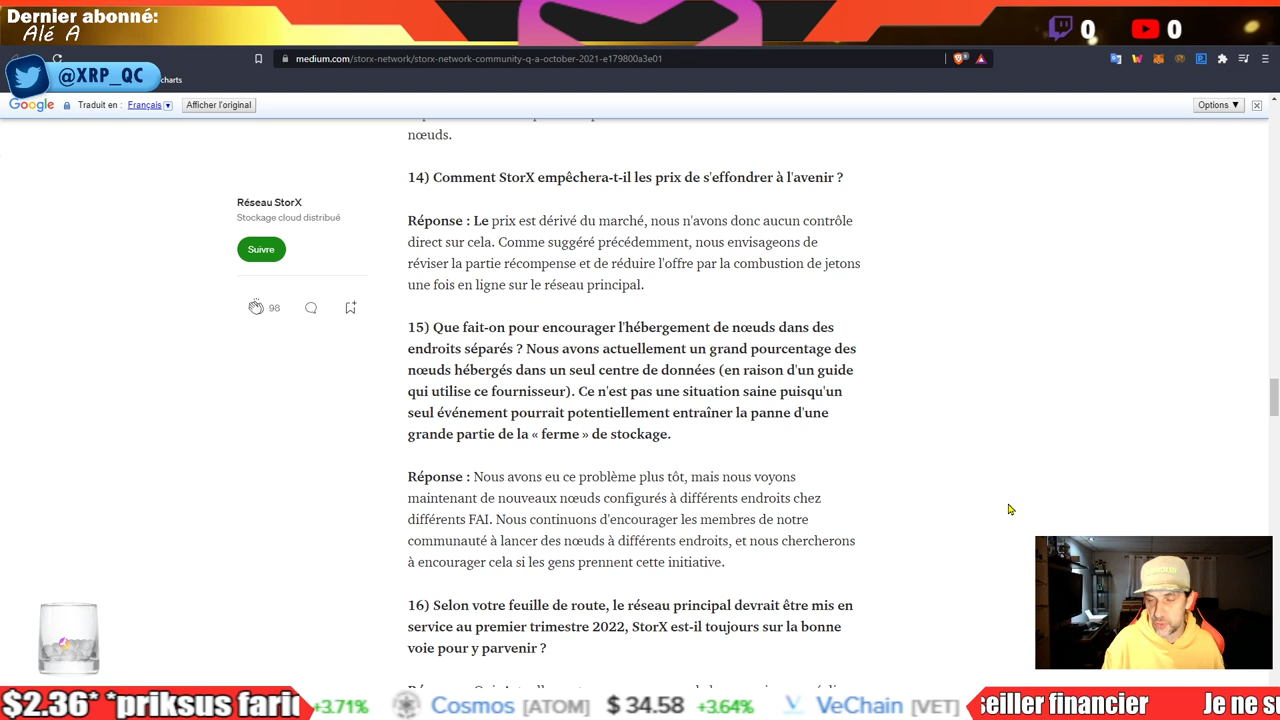 Dernier abonné:
Alé A
0
0
@XRP_QC
charts
medium.com/storx-network/storx-network-community-q-a-october-2021-e179800a3e01
Google
Traduit en :
Français
Afficher l'original
Options ▼
nœuds.
14) Comment StorX empêchera-t-il les prix de s'effondrer à l'avenir ?
Réseau StorX
Stockage cloud distribué
Suivre
98
Réponse : Le prix est dérivé du marché, nous n'avons donc aucun contrôle
direct sur cela. Comme suggéré précédemment, nous envisageons de
réviser la partie récompense et de réduire l'offre par la combustion de jetons
une fois en ligne sur le réseau principal.
15) Que fait-on pour encourager l'hébergement de nœuds dans des
endroits séparés ? Nous avons actuellement un grand pourcentage des
nœuds hébergés dans un seul centre de données (en raison d'un guide
qui utilise ce fournisseur). Ce n'est pas une situation saine puisqu'un
seul événement pourrait potentiellement entraîner la panne d'une
grande partie de la « ferme » de stockage.
Réponse : Nous avons eu ce problème plus tôt, mais nous voyons
maintenant de nouveaux nœuds configurés à différents endroits chez
différents FAI. Nous continuons d'encourager les membres de notre
communauté à lancer des nœuds à différents endroits, et nous chercherons
à encourager cela si les gens prennent cette initiative.
16) Selon votre feuille de route, le réseau principal devrait être mis en
service au premier trimestre 2022, StorX est-il toujours sur la bonne
voie pour y parvenir ?
$2.36* *priksus farit
+3.71%
Cosmos [ATOM] $ 34.58 +3.64%
VeChain [VET]
seiller financier
Je ne s